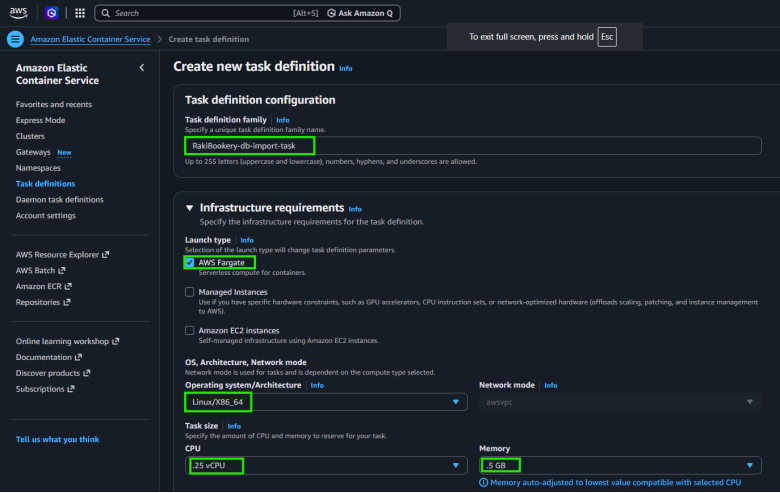 aws
Search [Alt+S] Ask Amazon Q
To exit full screen, press and hold Esc
Amazon Elastic Container Service > Create task definition
Amazon Elastic
Container Service
Favorites and recents
Express Mode
Clusters
Gateways New
Namespaces
Task definitions
Daemon task definitions
Account settings
AWS Resource Explorer
AWS Batch
Amazon ECR
Repositories
Online learning workshop
Documentation
Discover products
Subscriptions
Tell us what you think
Create new task definition Info
Task definition configuration
Task definition family | Info
Specify a unique task definition family name.
RakiBookery-db-import-task
Up to 255 letters (uppercase and lowercase), numbers, hyphens, and underscores are allowed.
Infrastructure requirements Info
Specify the infrastructure requirements for the task definition.
Launch type | Info
Selection of the launch type will change task definition parameters.
AWS Fargate
Serverless compute for containers.
Managed Instances
Use if you have specific hardware constraints, such as GPU accelerators, CPU instruction sets, or network-optimized hardware (offloads scaling, patching, and instance management
to AWS).
Amazon EC2 instances
Self-managed infrastructure using Amazon EC2 instances.
OS, Architecture, Network mode
Network mode is used for tasks and is dependent on the compute type selected.
Operating system/Architecture | Info
Linux/X86_64
Network mode | Info
awsvpc
Task size | Info
Specify the amount of CPU and memory to reserve for your task.
CPU
.25 vCPU
Memory
.5 GB
Memory auto-adjusted to lowest value compatible with selected CPU